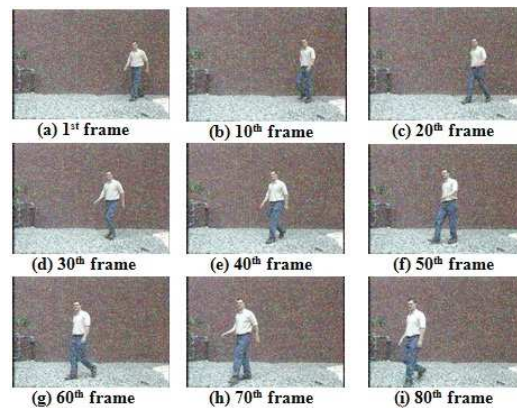 (a) 1st frame
(b) 10th frame
(c) 20th frame
(d) 30th frame
(e) 40th frame
(f) 50th frame
(g) 60th frame
(h) 70th frame
(i) 80th frame